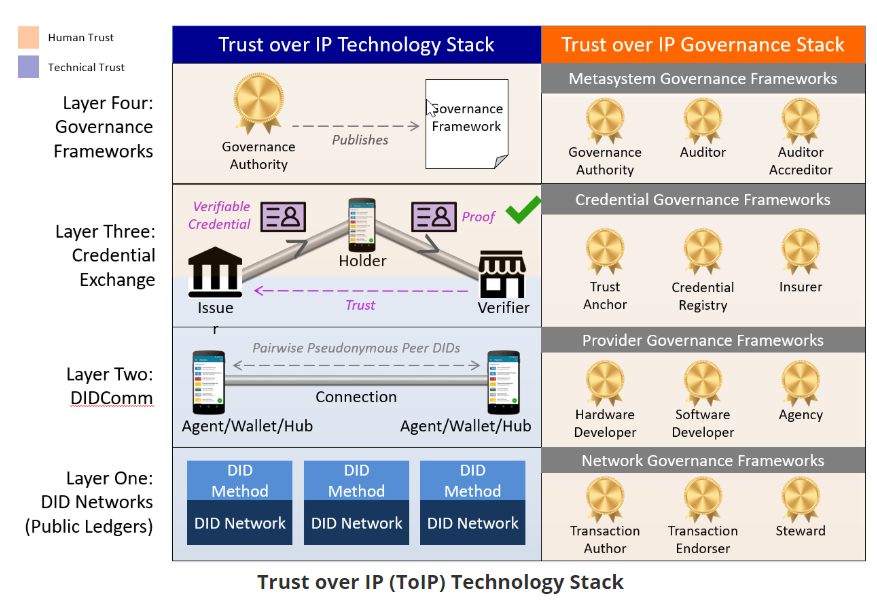 Human Trust
Technical Trust
Trust over IP Technology Stack
Trust over IP Governance Stack
Layer Four:
Governance
Frameworks
Governance
Authority
Publishes
Governance
Framework
Metasystem Governance Frameworks
Governance
Authority
Auditor
Auditor
Accreditor
Layer Three:
Credential
Exchange
Verifiable
Credential
Proof
Holder
Issue
r
Trust
Verifier
Credential Governance Frameworks
Trust
Anchor
Credential
Registry
Insurer
Layer Two:
DIDComm
Pairwise Pseudonymous Peer DIDs
Connection
Agent/Wallet/Hub
Agent/Wallet/Hub
Provider Governance Frameworks
Hardware
Developer
Software
Developer
Agency
Layer One:
DID Networks
(Public Ledgers)
DID
Method
DID Network
DID
Method
DID Network
DID
Method
DID Network
Network Governance Frameworks
Transaction
Author
Transaction
Endorser
Steward
Trust over IP (ToIP) Technology Stack